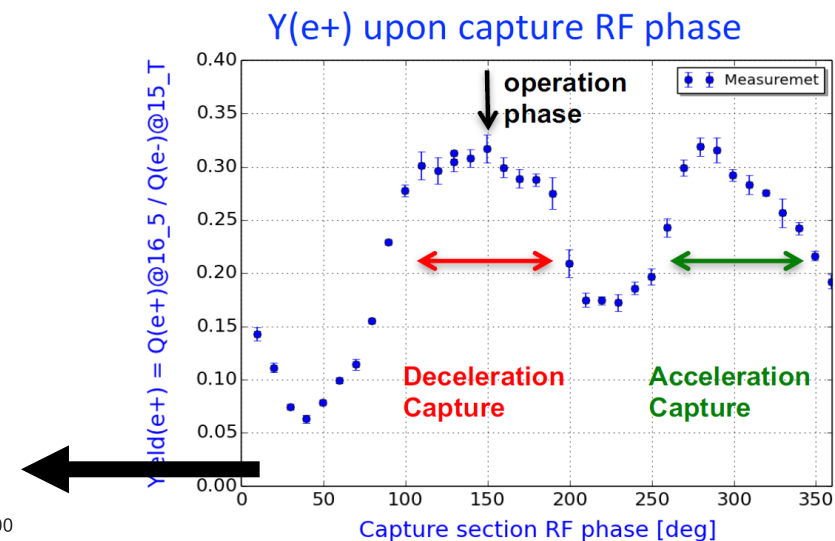 Y(e+) upon capture RF phase
Yield(e+) = Q(e+)@16_5 / Q(e-)@15_T
0.40
0.35
0.30
0.25
0.20
0.15
0.10
0.05
0.00
operation
phase
Measuremet
Deceleration
Capture
Acceleration
Capture
0 50 100 150 200 250 300 350
Capture section RF phase [deg]
00